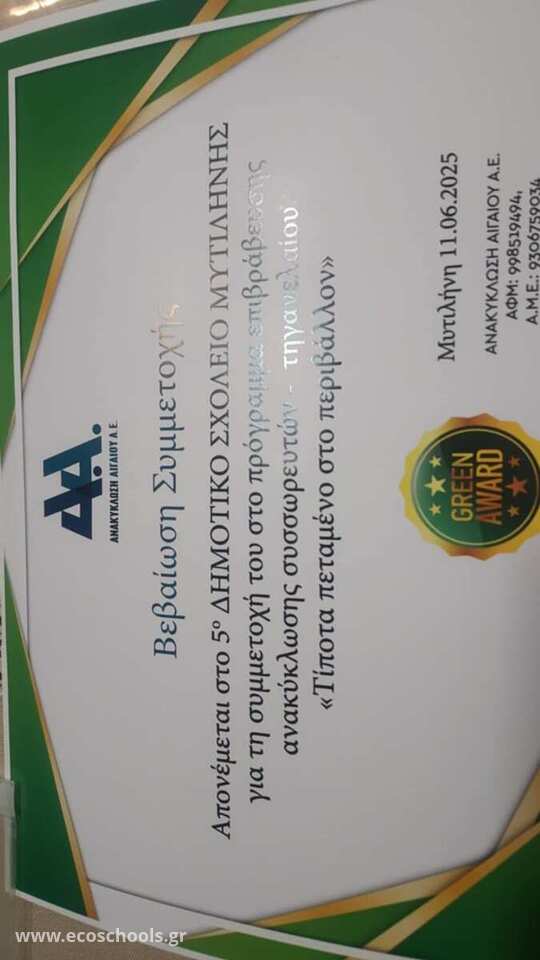 Α.Α.
ΑΝΑΚΥΚΛΩΣΗ ΑΙΓΑΙΟΥ Α.Ε.
Βεβαίωση Συμμετοχής
Απονέμεται στο 5ο ΔΗΜΟΤΙΚΟ ΣΧΟΛΕΙΟ ΜΥΤΙΛΗΝΗΣ
για τη συμμετοχή του στο πρόγραμμα επιβράβευσης
ανακύκλωσης συσσωρευτών - τηγανελαίου
«Τίποτα πεταμένο στο περιβάλλον»
GREEN
AWARD
Μυτιλήνη 11.06.2025
ΑΝΑΚΥΚΛΩΣΗ ΑΙΓΑΙΟΥ Α.Ε.
ΑΦΜ: 998519494,
Α.Μ.Ε.: 9306759034
www.ecoschools.gr